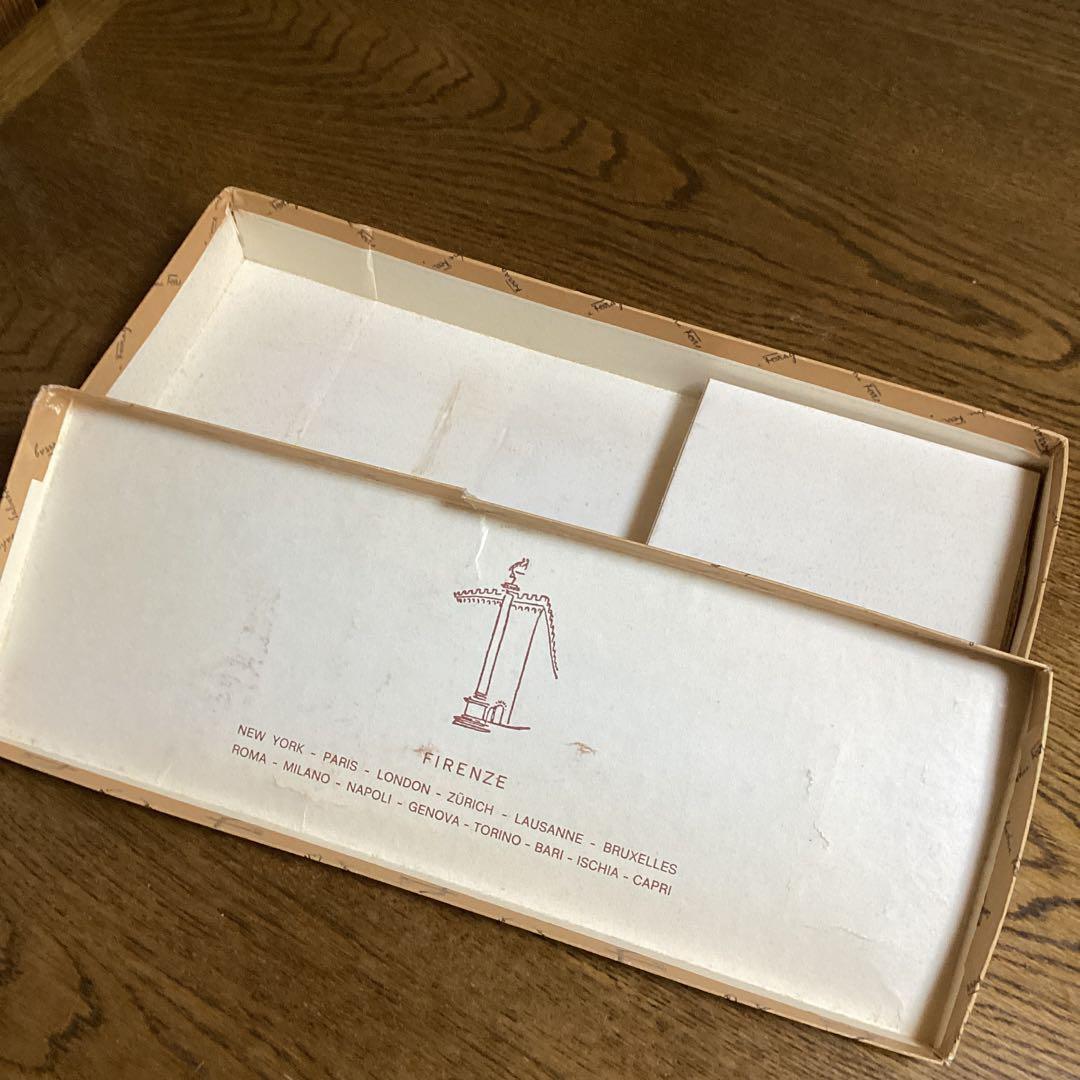 FIRENZE
NEW YORK - PARIS - LONDON - ZÜRICH - LAUSANNE - BRUXELLES
ROMA - MILANO - NAPOLI - GENOVA - TORINO - BARI - ISCHIA - CAPRI